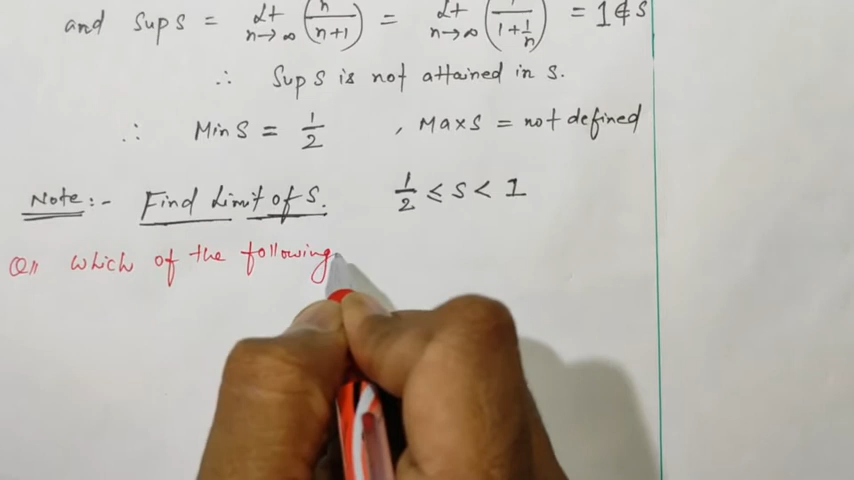 and Sup S = Lt n→∞ (n/(n+1)) = Lt n→∞ (1/(1+1/n)) = 1 ∉ S
∴ Sup S is not attained in S.
∴ Min S = 1/2 , Max S = not defined
Note:- Find Limit of S. 1/2 ≤ S < 1
Q11 which of the following